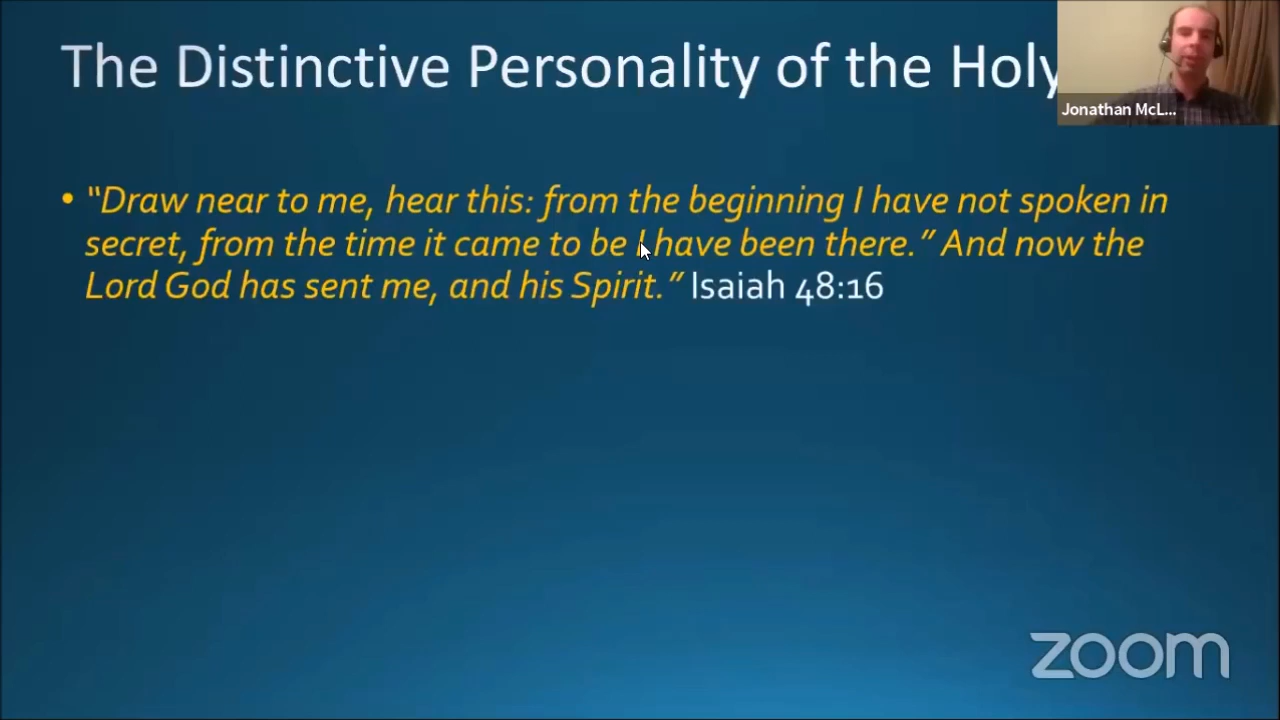 The Distinctive Personality of the Holy
Jonathan McL...
• “Draw near to me, hear this: from the beginning I have not spoken in
secret, from the time it came to be I have been there.” And now the
Lord God has sent me, and his Spirit.” Isaiah 48:16
zoom